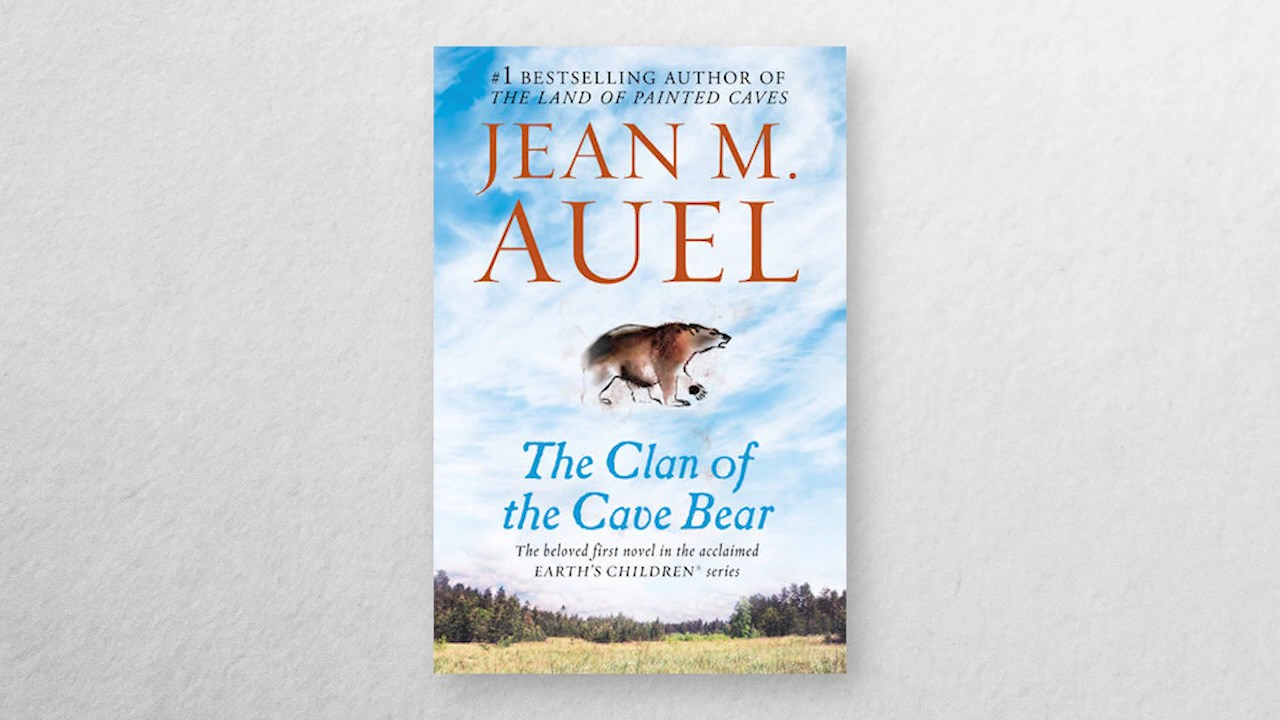 #1 BESTSELLING AUTHOR OF
THE LAND OF PAINTED CAVES
JEAN M.
AUEL
The Clan of
the Cave Bear
The beloved first novel in the acclaimed
EARTH'S CHILDREN® series